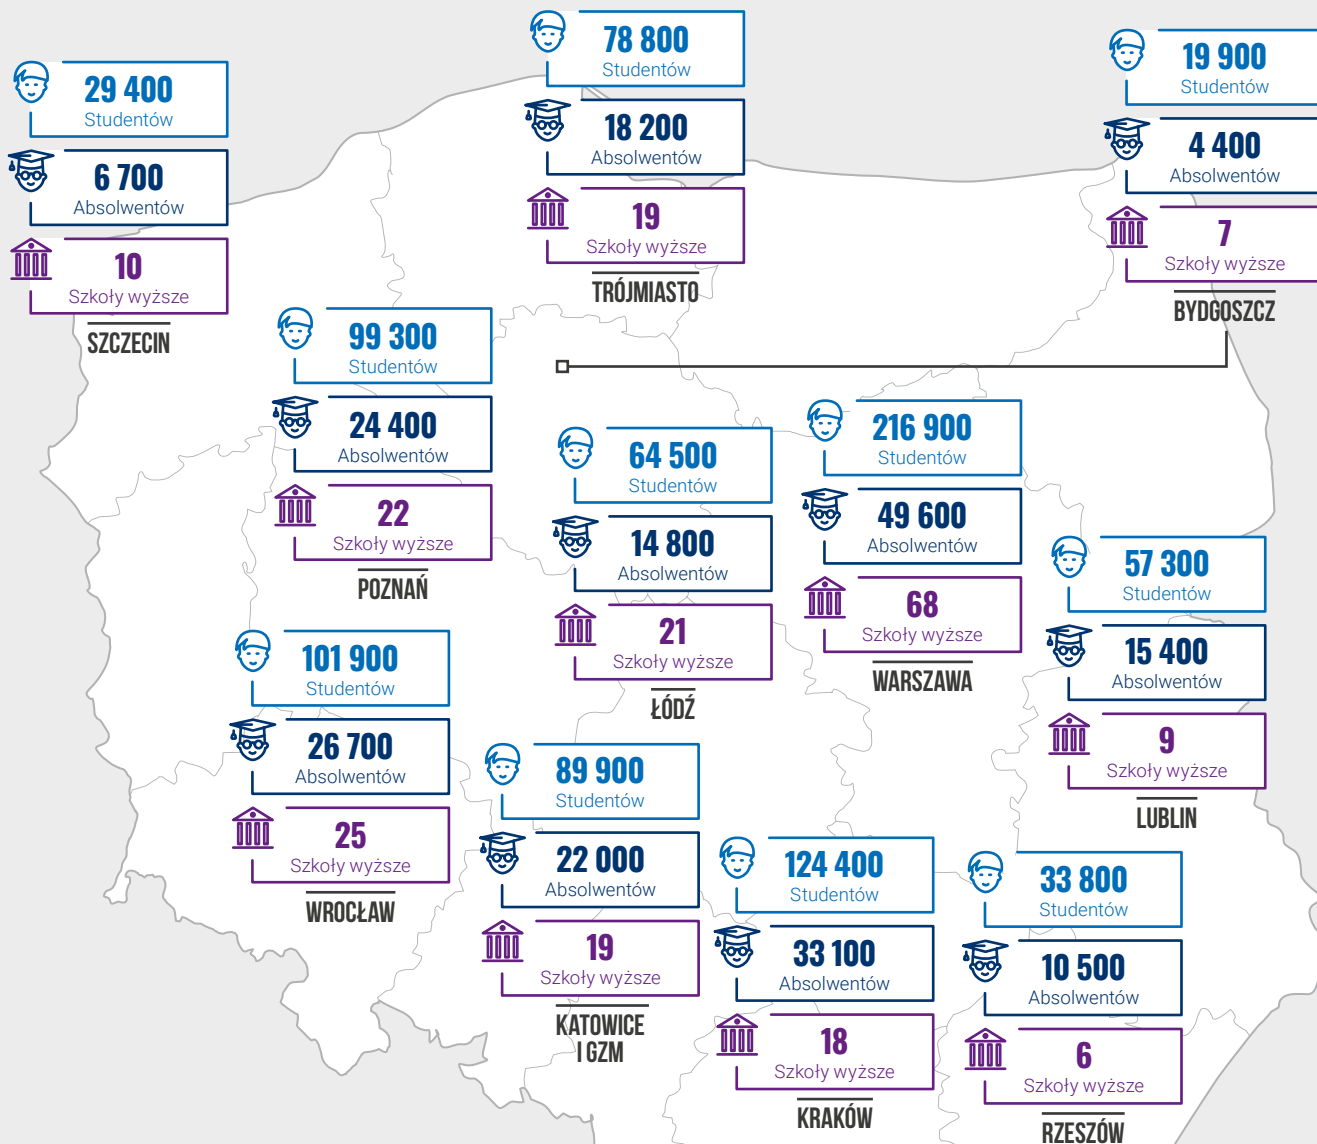 78 800
Studentów
18 200
Absolwentów
19
Szkoły wyższe
TRÓJMIASTO
19 900
Studentów
4 400
Absolwentów
7
Szkoły wyższe
BYDGOSZCZ
29 400
Studentów
6 700
Absolwentów
10
Szkoły wyższe
SZCZECIN
99 300
Studentów
24 400
Absolwentów
22
Szkoły wyższe
POZNAŃ
64 500
Studentów
14 800
Absolwentów
21
Szkoły wyższe
ŁÓDŹ
216 900
Studentów
49 600
Absolwentów
68
Szkoły wyższe
WARSZAWA
57 300
Studentów
15 400
Absolwentów
9
Szkoły wyższe
LUBLIN
101 900
Studentów
26 700
Absolwentów
25
Szkoły wyższe
WROCŁAW
89 900
Studentów
22 000
Absolwentów
19
Szkoły wyższe
KATOWICE
I GZM
124 400
Studentów
33 100
Absolwentów
18
Szkoły wyższe
KRAKÓW
33 800
Studentów
10 500
Absolwentów
6
Szkoły wyższe
RZESZÓW